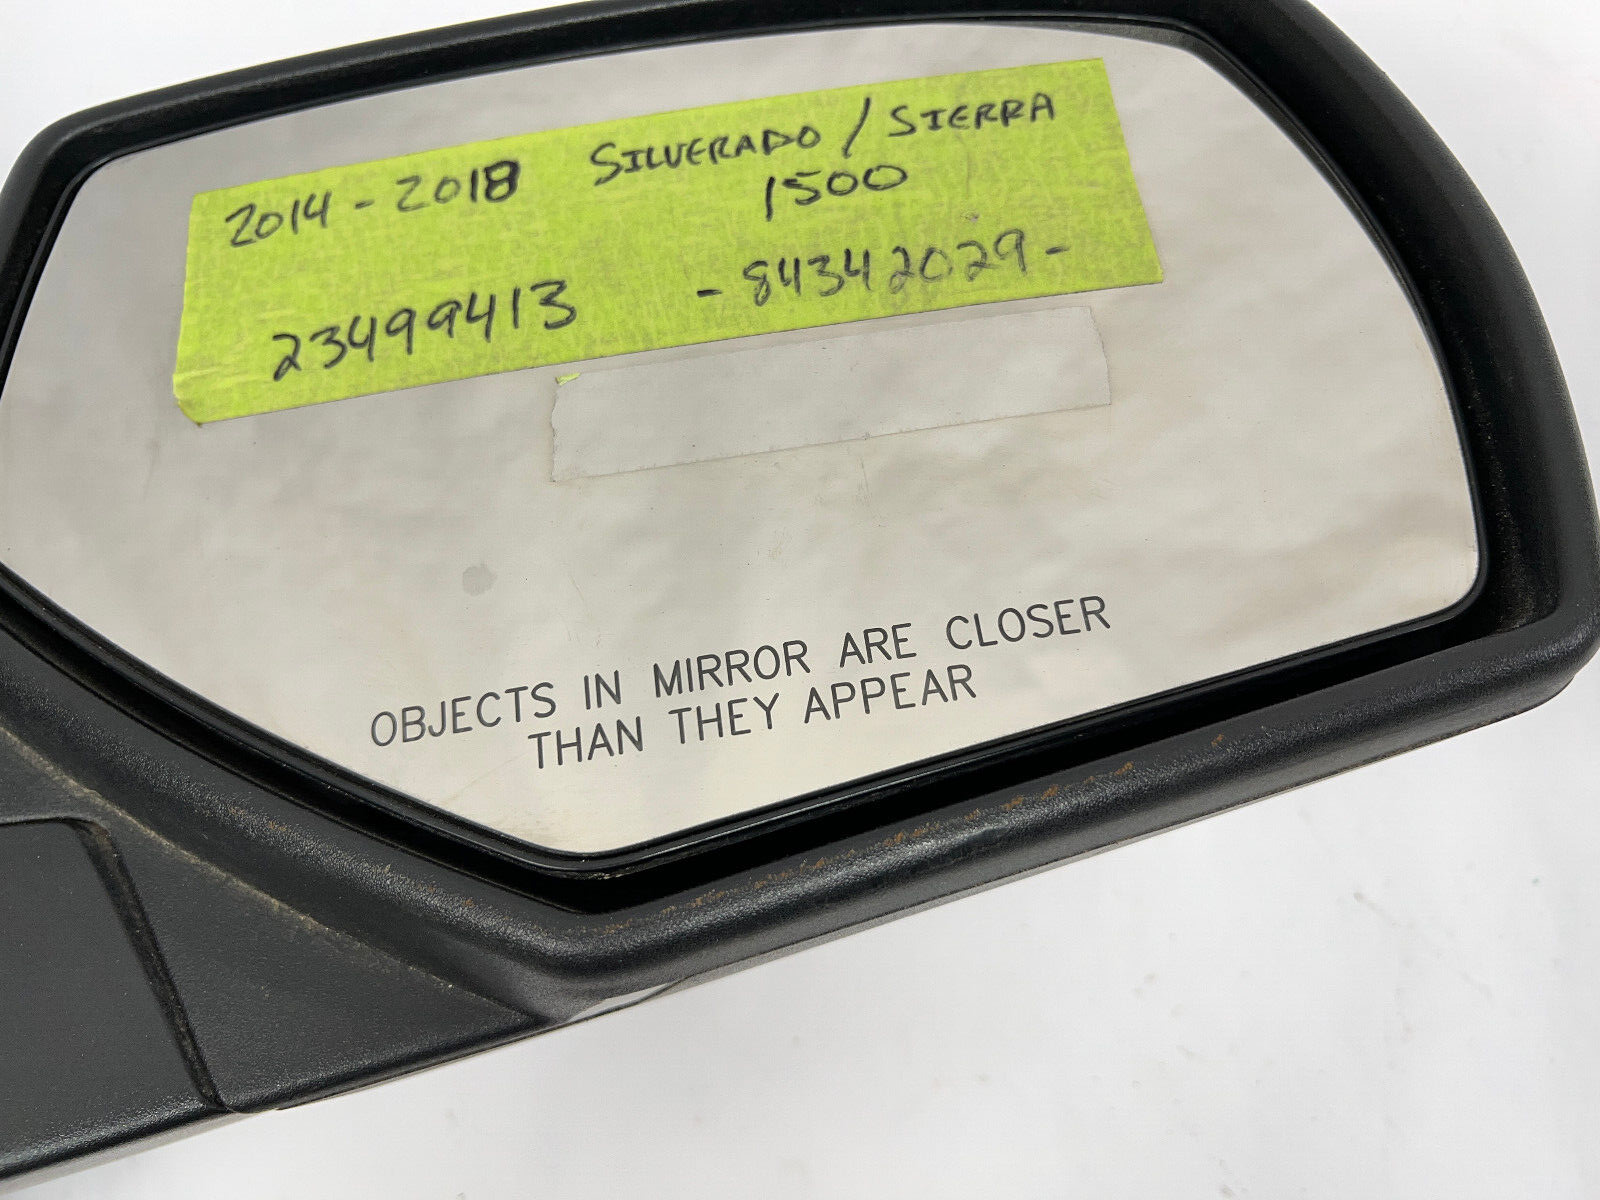 2014 - 2018 SILVERADO / SIERRA
1500
23499413 - 84342029 -
OBJECTS IN MIRROR ARE CLOSER
THAN THEY APPEAR